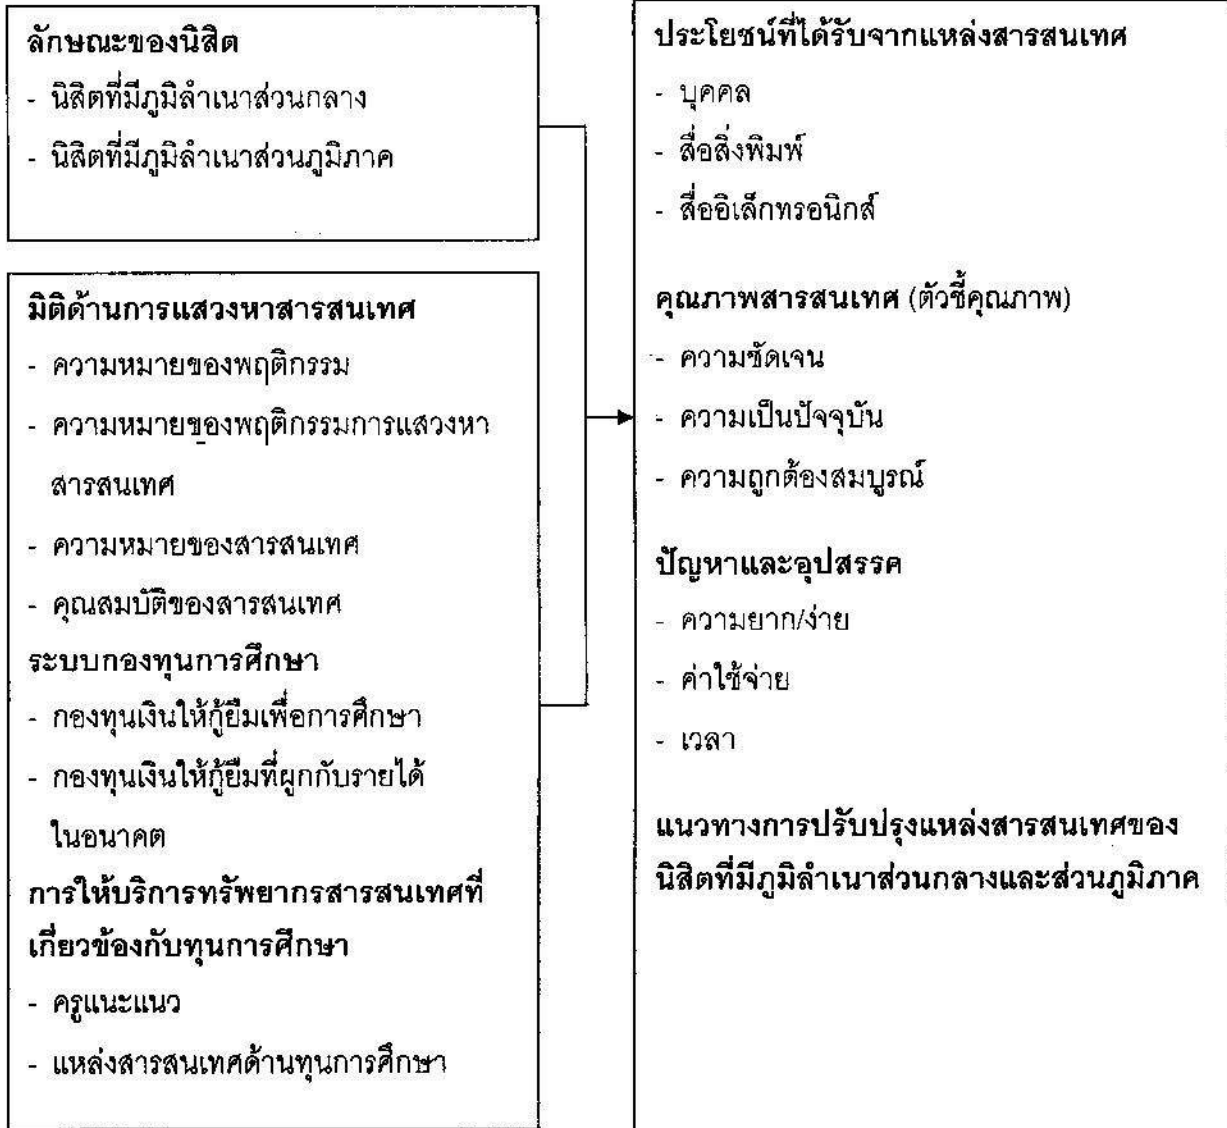 ลักษณะของนิสิต
- นิสิตที่มีภูมิลำเนาส่วนกลาง
- นิสิตที่มีภูมิลำเนาส่วนภูมิภาค
มิติด้านการแสวงหาสารสนเทศ
- ความหมายของพฤติกรรม
- ความหมายของพฤติกรรมการแสวงหา
สารสนเทศ
- ความหมายของสารสนเทศ
- คุณสมบัติของสารสนเทศ
ระบบกองทุนการศึกษา
- กองทุนเงินให้กู้ยืมเพื่อการศึกษา
- กองทุนเงินให้กู้ยืมที่ผูกกับรายได้
ในอนาคต
การให้บริการทรัพยากรสารสนเทศที่
เกี่ยวข้องกับทุนการศึกษา
- ครูแนะแนว
- แหล่งสารสนเทศด้านทุนการศึกษา
ประโยชน์ที่ได้รับจากแหล่งสารสนเทศ
- บุคคล
- สื่อสิ่งพิมพ์
- สื่ออิเล็กทรอนิกส์
คุณภาพสารสนเทศ (ตัวชี้คุณภาพ)
- ความชัดเจน
- ความเป็นปัจจุบัน
- ความถูกต้องสมบูรณ์
ปัญหาและอุปสรรค
- ความยาก/ง่าย
- ค่าใช้จ่าย
- เวลา
แนวทางการปรับปรุงแหล่งสารสนเทศของ
นิสิตที่มีภูมิลำเนาส่วนกลางและส่วนภูมิภาค